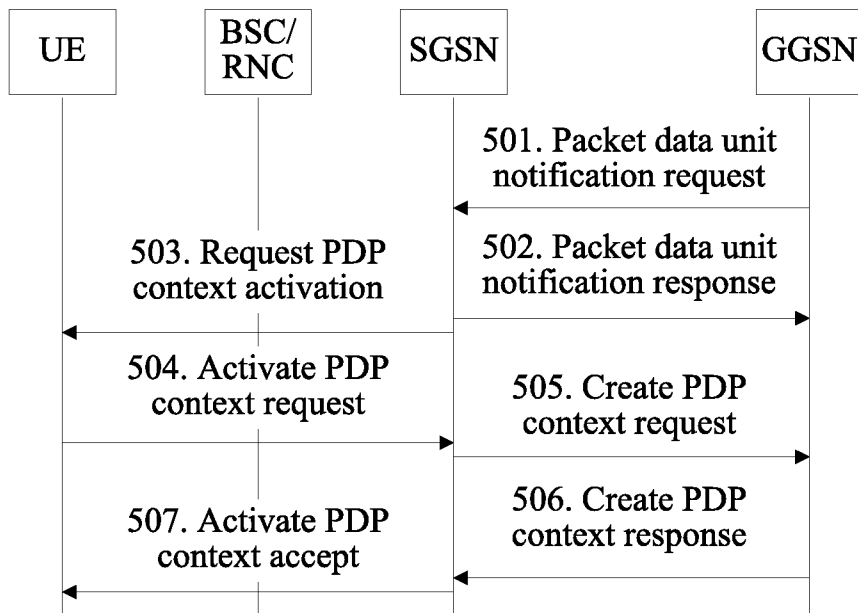 UE
BSC/
RNC
SGSN
GGSN
501. Packet data unit
notification request
503. Request PDP
context activation
502. Packet data unit
notification response
504. Activate PDP
context request
505. Create PDP
context request
506. Create PDP
context response
507. Activate PDP
context accept